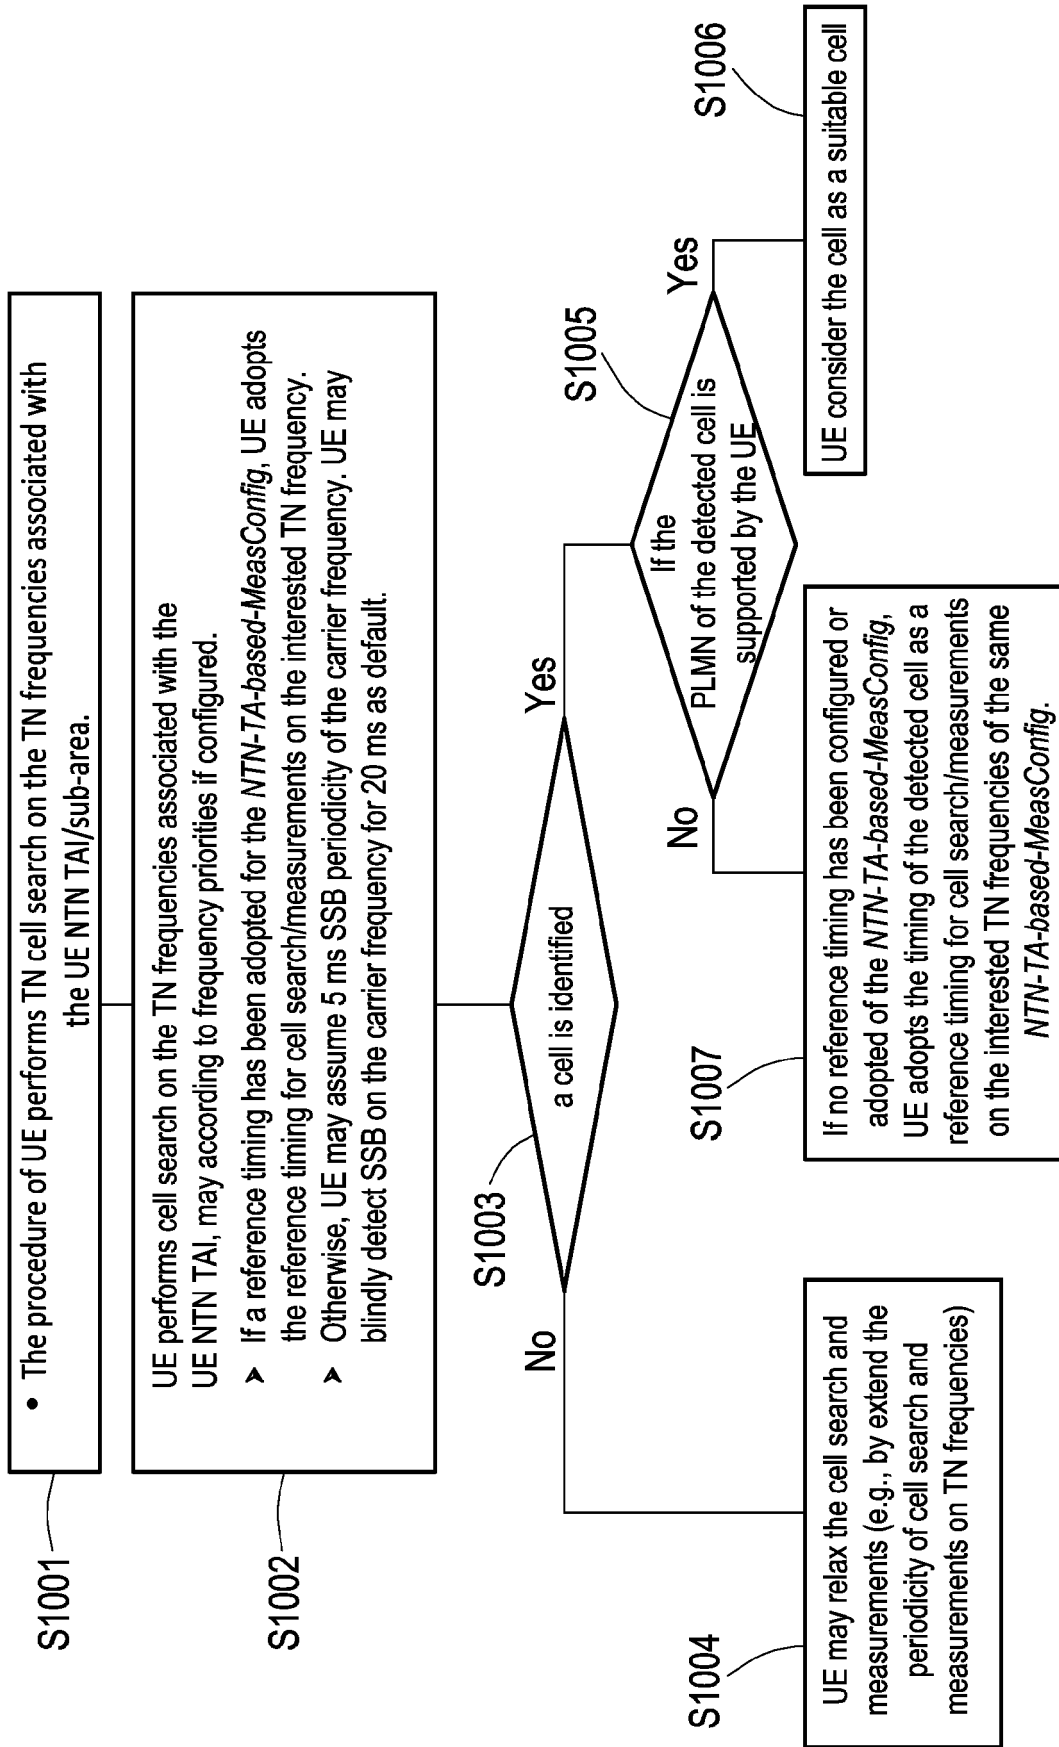 S1001
• The procedure of UE performs TN cell search on the TN frequencies associated with
the UE NTN TAI/sub-area.
S1002
UE performs cell search on the TN frequencies associated with the
UE NTN TAI, may according to frequency priorities if configured.
➤ If a reference timing has been adopted for the NTN-TA-based-MeasConfig, UE adopts
the reference timing for cell search/measurements on the interested TN frequency.
➤ Otherwise, UE may assume 5 ms SSB periodicity of the carrier frequency. UE may
blindly detect SSB on the carrier frequency for 20 ms as default.
S1003
a cell is identified
No
Yes
S1004
UE may relax the cell search and
measurements (e.g., by extend the
periodicity of cell search and
measurements on TN frequencies)
S1005
If the
PLMN of the detected cell is
supported by the UE
No
Yes
S1007
If no reference timing has been configured or
adopted of the NTN-TA-based-MeasConfig,
UE adopts the timing of the detected cell as a
reference timing for cell search/measurements
on the interested TN frequencies of the same
NTN-TA-based-MeasConfig.
S1006
UE consider the cell as a suitable cell